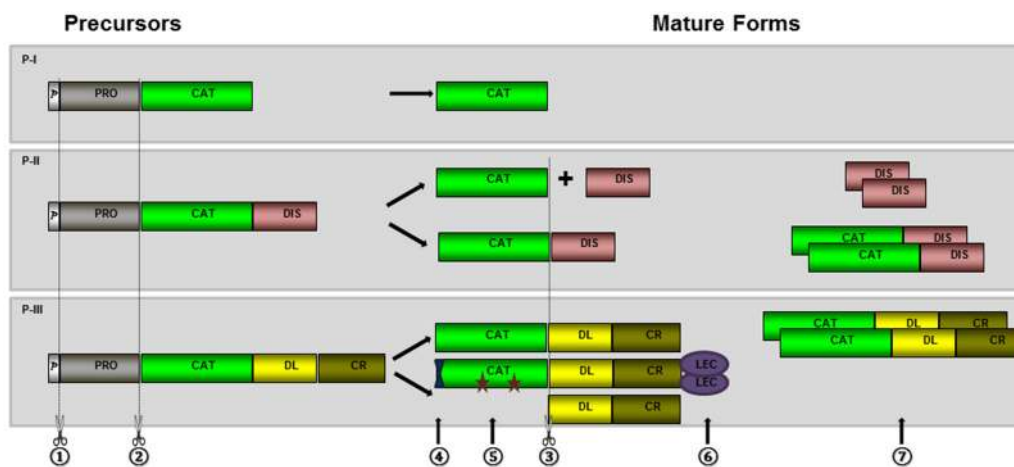 Precursors Mature Forms
P-I
PRO CAT CAT
P-II
CAT + DIS DIS
DIS
PRO CAT DIS
CAT DIS CAT DIS
CAT DIS
P-III
CAT DL CR CAT DL CR
CAT DL CR
PRO CAT DL CR CAT DL CR LEC
LEC
DL CR
① ② ④ ⑤ ③ ⑥ ⑦